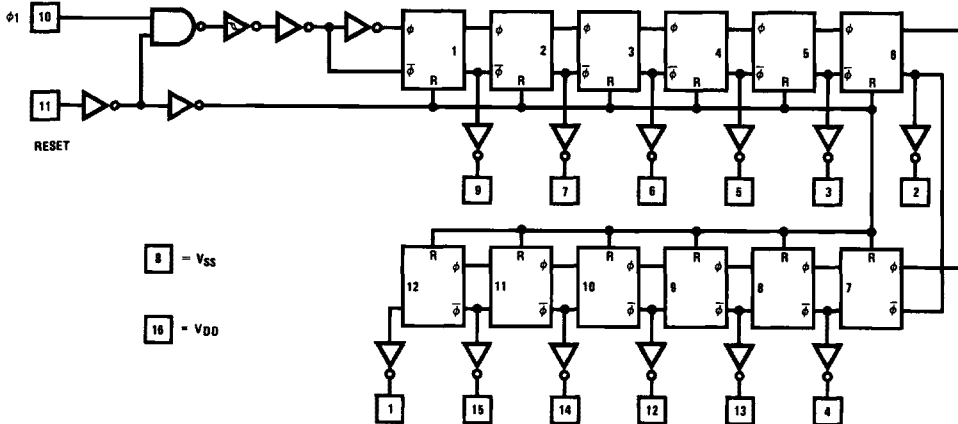 ϕ1 10
ϕ ϕ ϕ ϕ ϕ ϕ
1 2 3 4 5 6
ϕ̅ ϕ̅ ϕ̅ ϕ̅ ϕ̅ ϕ̅
R R R R R R
11
RESET
9 7 6 5 3 2
8 = VSS
R R R R R R
ϕ ϕ ϕ ϕ ϕ ϕ
12 11 10 9 8 7
ϕ̅ ϕ̅ ϕ̅ ϕ̅ ϕ̅ ϕ̅
16 = VDD
1 15 14 12 13 4